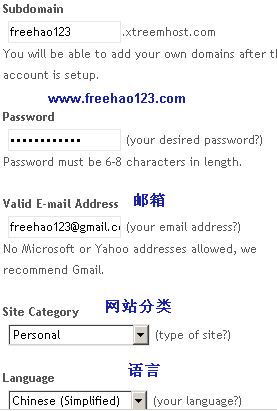 Subdomain
freehao123 .xtreemhost.com
You will be able to add your own domains after th
account is setup.
www.freehao123.com
Password
•••••••••••• (your desired password?)
Password must be 6-8 characters in length.
Valid E-mail Address 邮箱
freehao123@gmail.co (your email address?)
No Microsoft or Yahoo addresses allowed, we
recommend Gmail.
Site Category 网站分类
Personal (type of site?)
Language 语言
Chinese (Simplified) (your language?)